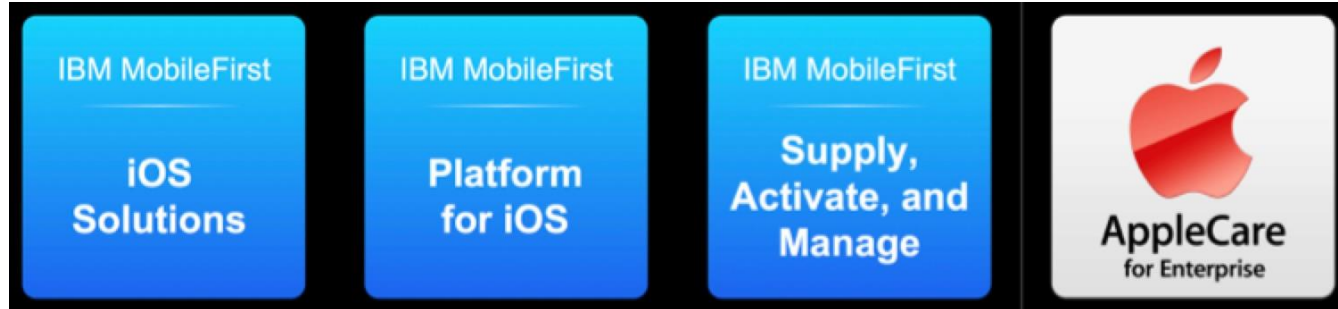 IBM MobileFirst
iOS
Solutions
IBM MobileFirst
Platform
for iOS
IBM MobileFirst
Supply,
Activate, and
Manage
AppleCare
for Enterprise